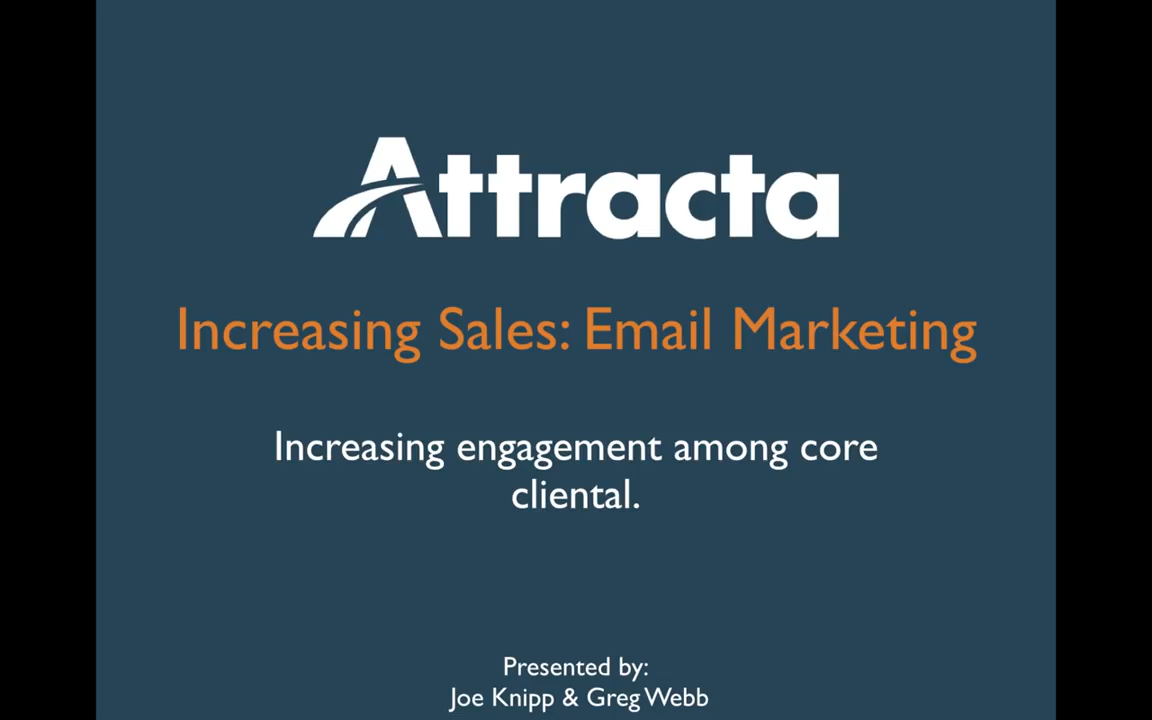 Attracta
Increasing Sales: Email Marketing
Increasing engagement among core
cliental.
Presented by:
Joe Knipp & Greg Webb